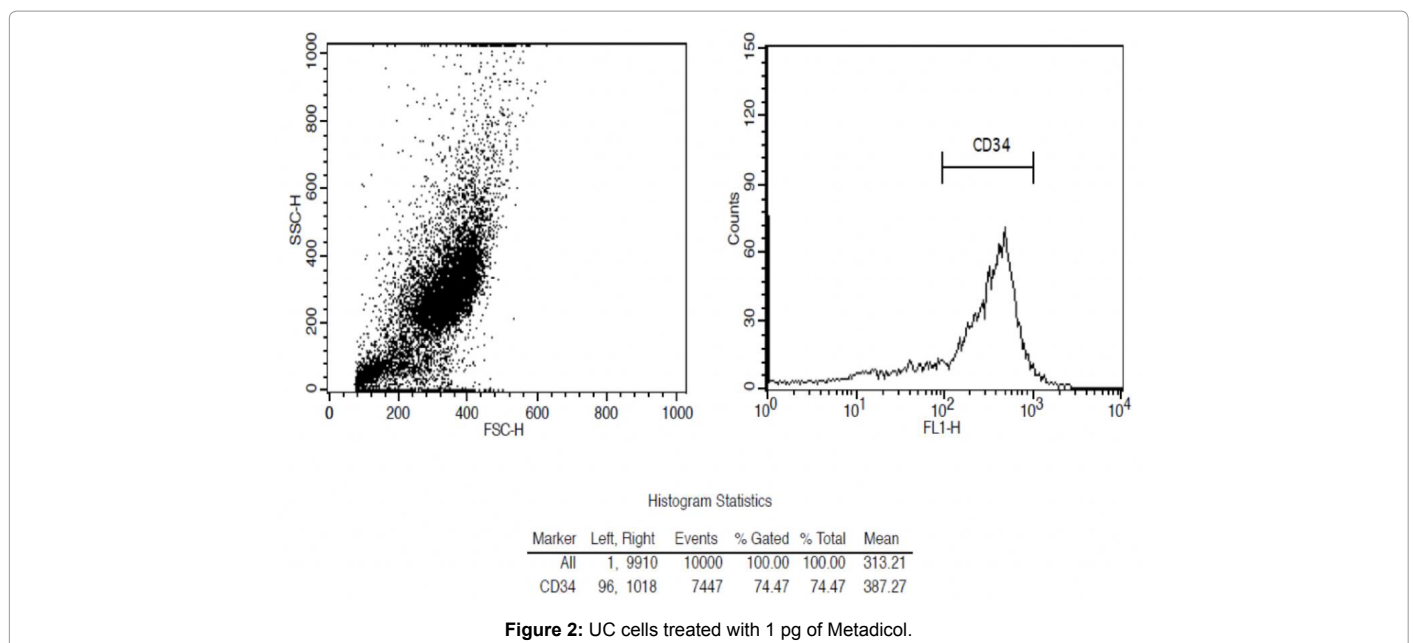 1000
800
600
400
200
0
SSC-H
0 200 400 600 800 1000
FSC-H
150
120
90
60
30
0
Counts
CD34
10^0 10^1 10^2 10^3 10^4
FL1-H
Histogram Statistics
Marker Left, Right Events % Gated % Total Mean
All 1, 9910 10000 100.00 100.00 313.21
CD34 96, 1018 7447 74.47 74.47 387.27
Figure 2: UC cells treated with 1 pg of Metadicol.